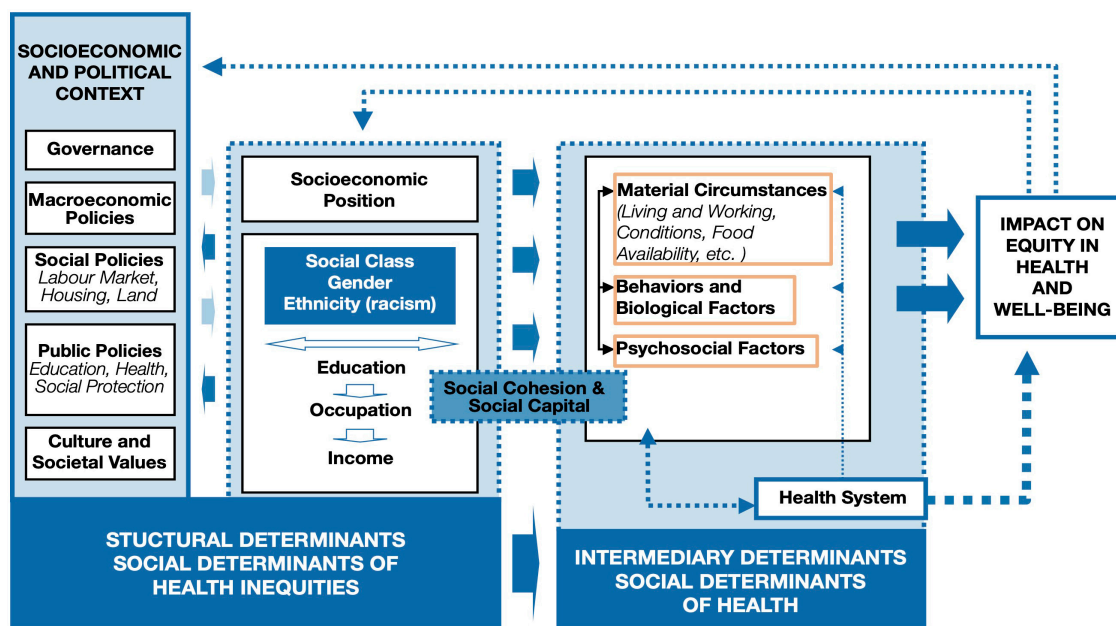 SOCIOECONOMIC
AND POLITICAL
CONTEXT
Governance
Macroeconomic
Policies
Social Policies
Labour Market,
Housing, Land
Public Policies
Education, Health,
Social Protection
Culture and
Societal Values
Socioeconomic
Position
Social Class
Gender
Ethnicity (racism)
Education
Occupation
Income
Social Cohesion &
Social Capital
Material Circumstances
(Living and Working,
Conditions, Food
Availability, etc. )
Behaviors and
Biological Factors
Psychosocial Factors
Health System
IMPACT ON
EQUITY IN
HEALTH
AND
WELL-BEING
STUCTURAL DETERMINANTS
SOCIAL DETERMINANTS OF
HEALTH INEQUITIES
INTERMEDIARY DETERMINANTS
SOCIAL DETERMINANTS
OF HEALTH